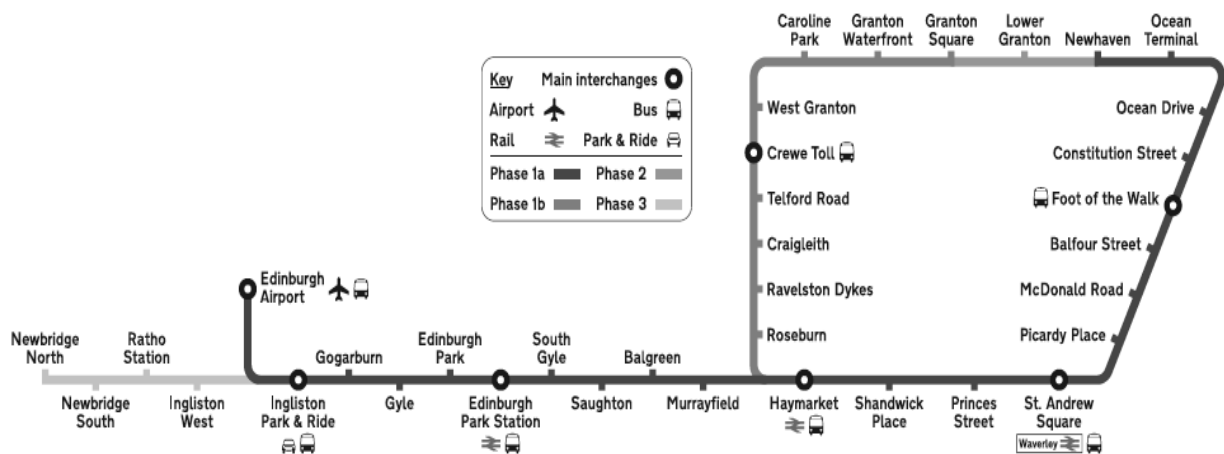 Caroline
Park
Granton
Waterfront
Granton
Square
Lower
Granton
Newhaven
Ocean
Terminal
Key
Main interchanges
Airport
Bus
Rail
Park & Ride
Phase 1a
Phase 2
Phase 1b
Phase 3
West Granton
Ocean Drive
Crewe Toll
Constitution Street
Telford Road
Foot of the Walk
Craigleith
Balfour Street
Edinburgh
Airport
Ravelston Dykes
McDonald Road
Roseburn
Picardy Place
Newbridge
North
Ratho
Station
Gogarburn
Edinburgh
Park
South
Gyle
Balgreen
Newbridge
South
Ingliston
West
Ingliston
Park & Ride
Gyle
Edinburgh
Park Station
Saughton
Murrayfield
Haymarket
Shandwick
Place
Princes
Street
St. Andrew
Square
Waverley